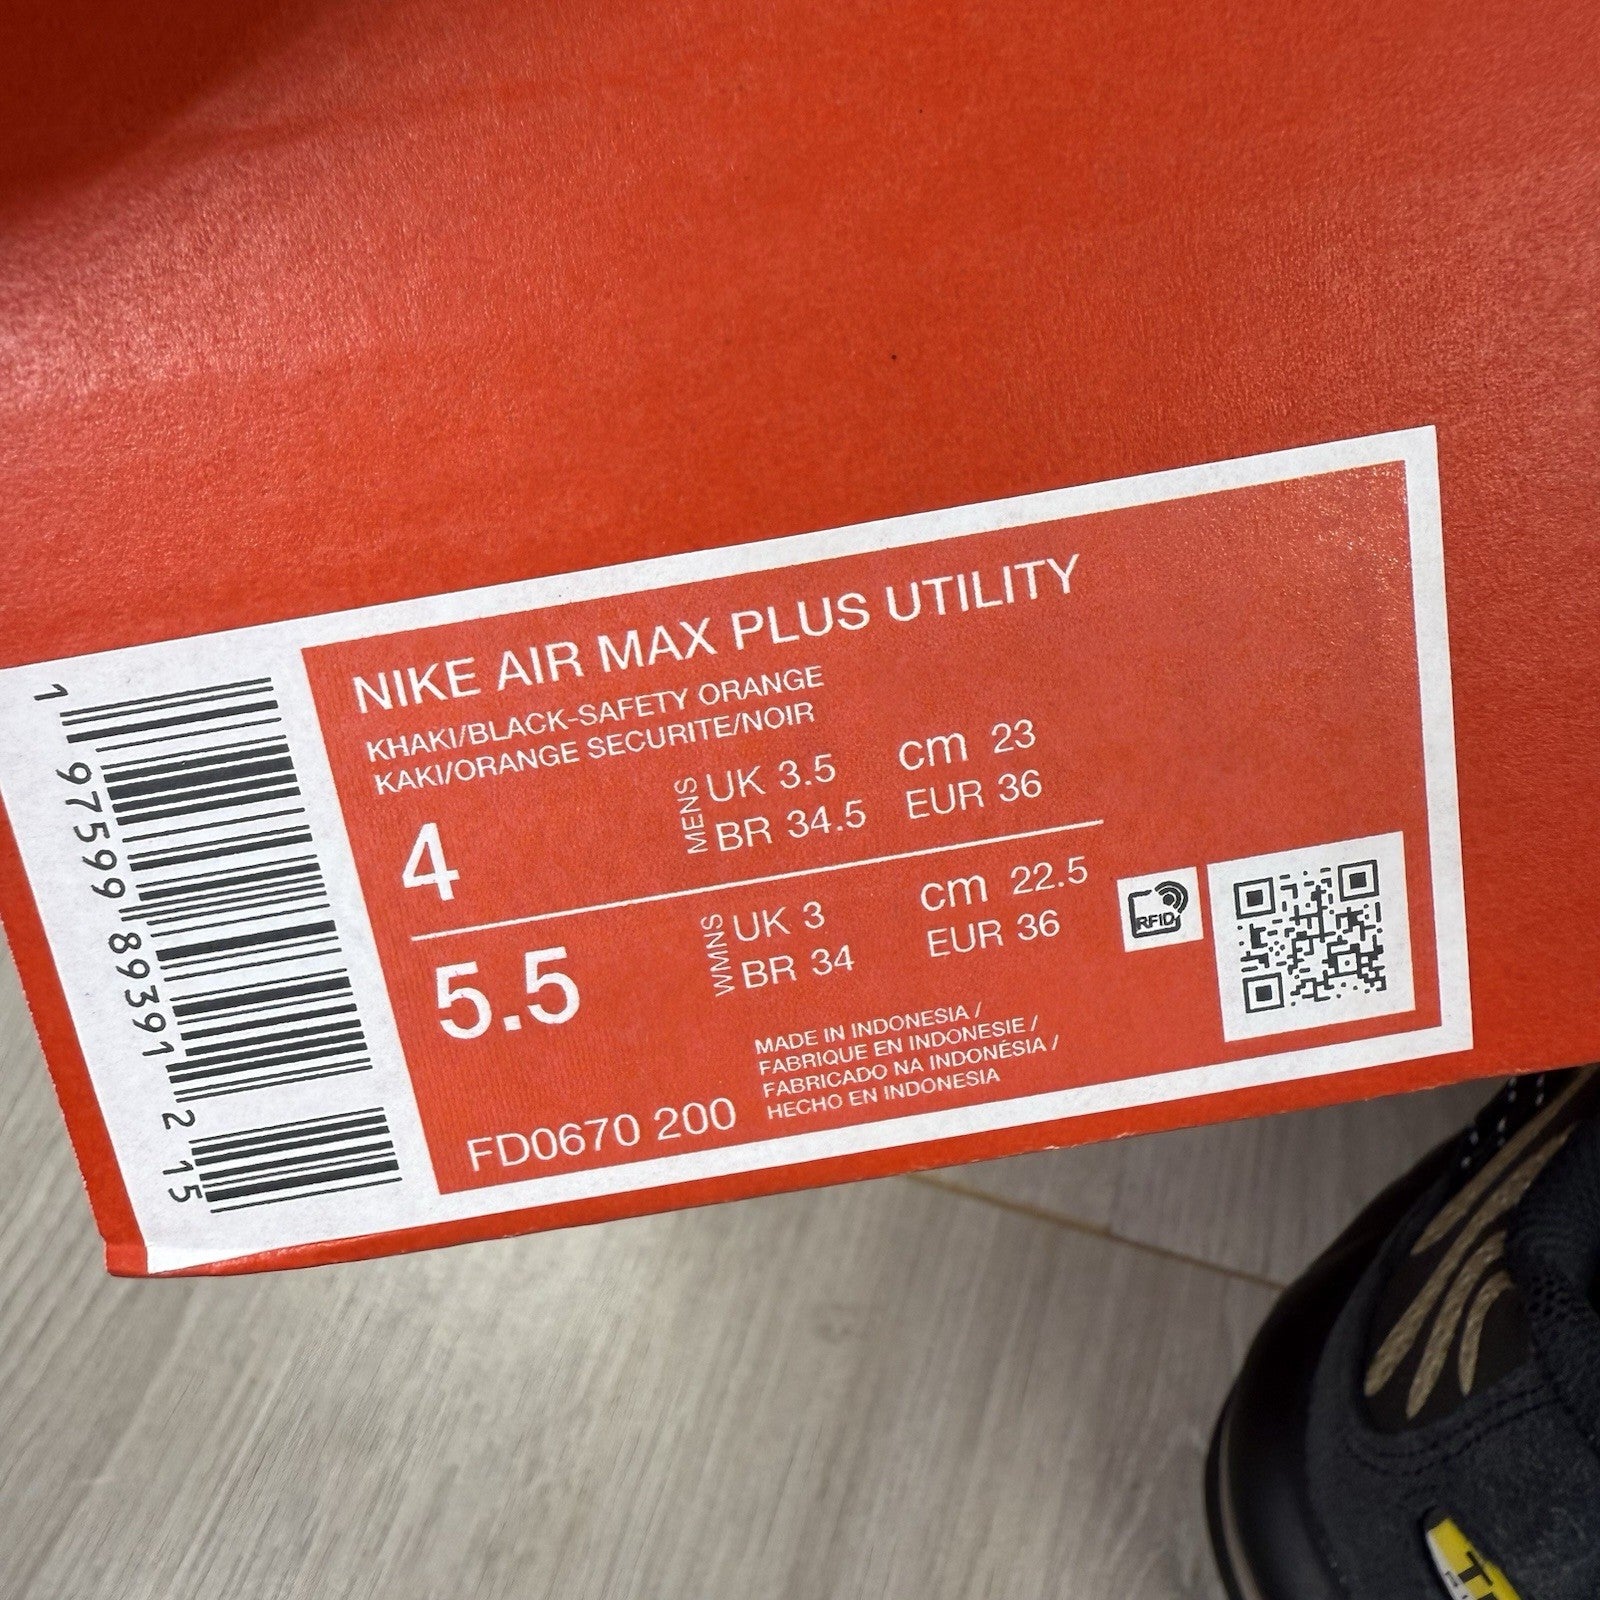 NIKE AIR MAX PLUS UTILITY
KHAKI/BLACK-SAFETY ORANGE
KAKI/ORANGE SECURITE/NOIR
4
MENS
UK 3.5
cm 23
BR 34.5
EUR 36
5.5
WMNS
UK 3
cm 22.5
BR 34
EUR 36
RFID
MADE IN INDONESIA /
FABRIQUE EN INDONESIE /
FABRICADO NA INDONÉSIA /
HECHO EN INDONESIA
FD0670 200
1 97599 89391 2 15